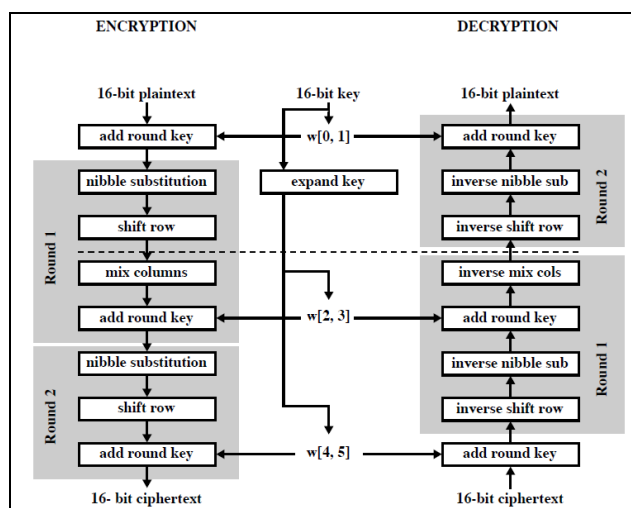 ENCRYPTION
DECRYPTION
16-bit plaintext
16-bit key
16-bit plaintext
add round key
w[0, 1]
add round key
nibble substitution
expand key
inverse nibble sub
shift row
inverse shift row
Round 1
Round 2
mix columns
inverse mix cols
add round key
w[2, 3]
add round key
nibble substitution
inverse nibble sub
shift row
inverse shift row
Round 2
Round 1
add round key
w[4, 5]
add round key
16- bit ciphertext
16-bit ciphertext